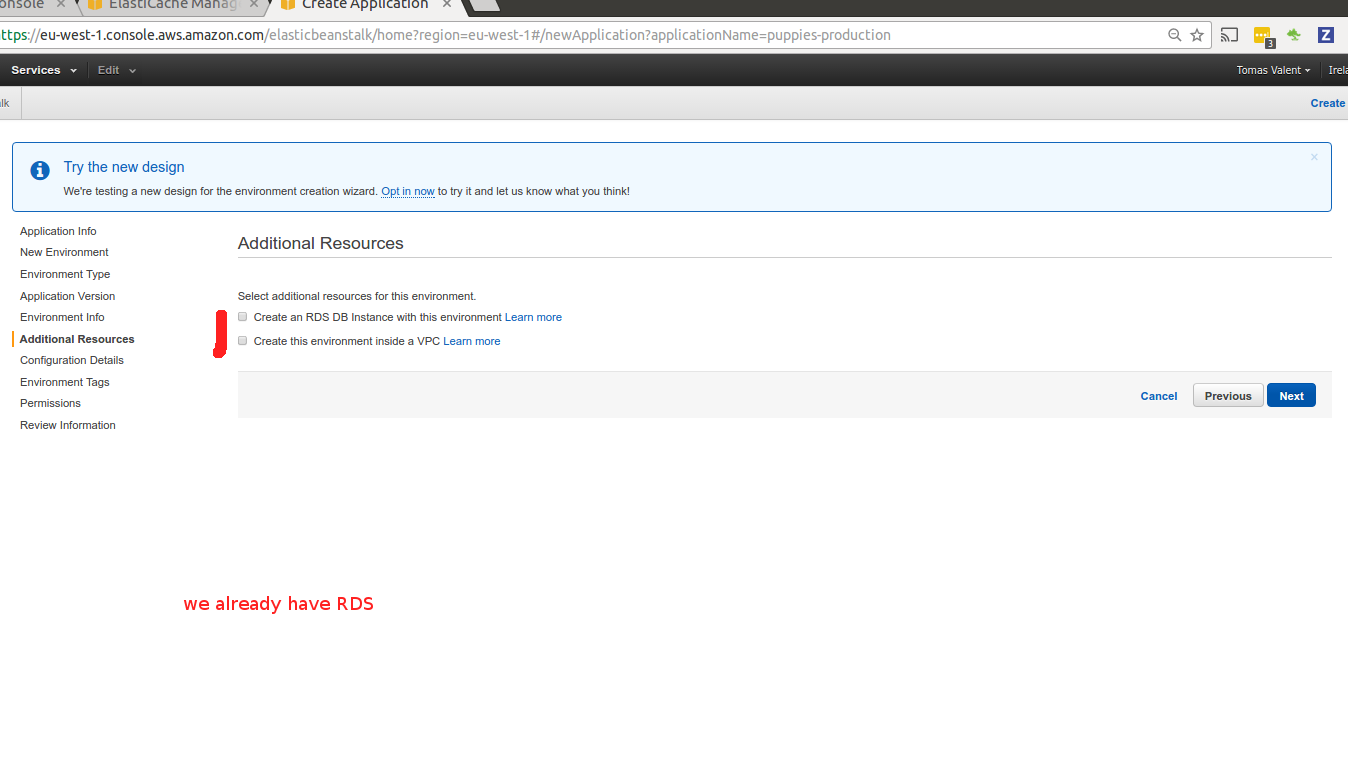 onsole
ElastiCache Manag
Create Application
ttps://eu-west-1.console.aws.amazon.com/elasticbeanstalk/home?region=eu-west-1#/newApplication?applicationName=puppies-production
3
Z
Services
Edit
Tomas Valent
Irela
lk
Create
Try the new design
We're testing a new design for the environment creation wizard. Opt in now to try it and let us know what you think!
Application Info
New Environment
Environment Type
Application Version
Environment Info
Additional Resources
Configuration Details
Environment Tags
Permissions
Review Information
Additional Resources
Select additional resources for this environment.
Create an RDS DB Instance with this environment Learn more
Create this environment inside a VPC Learn more
Cancel
Previous
Next
we already have RDS